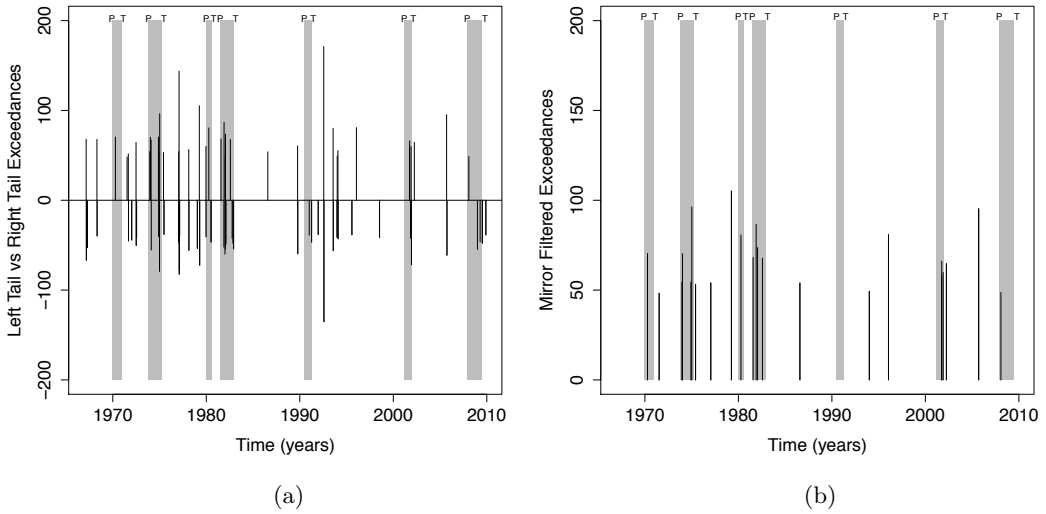 P T P T P T P T P T P T P T
200
100
0
−100
−200
Left Tail vs Right Tail Exceedances
1970 1980 1990 2000 2010
Time (years)
(a)
P T P T P T P T P T P T P T
200
150
100
50
0
Mirror Filtered Exceedances
1970 1980 1990 2000 2010
Time (years)
(b)